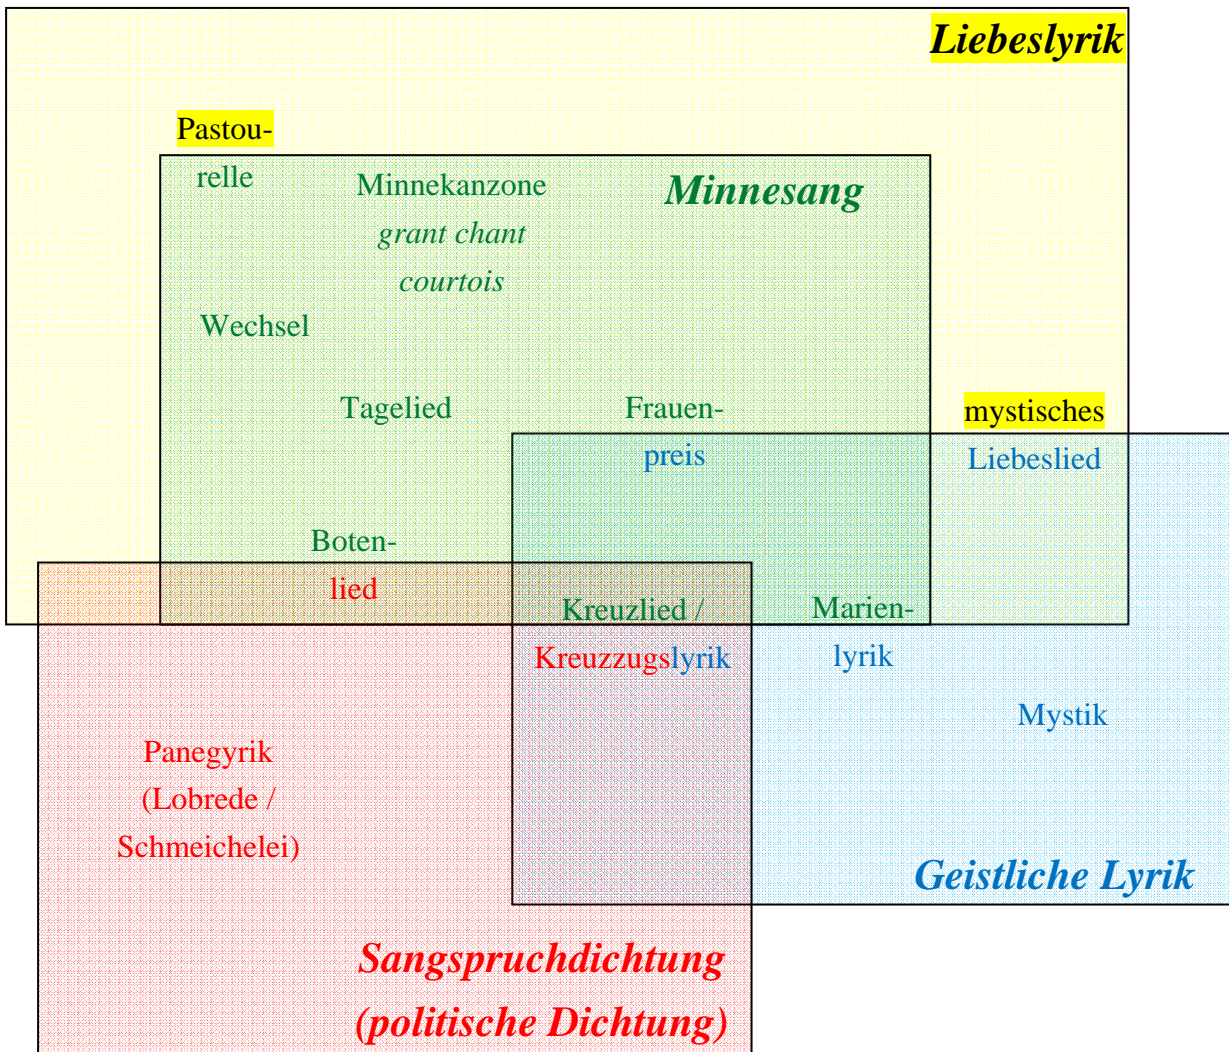 Liebeslyrik
Pastou-
relle
Minnekanzone
grant chant
courtois
Minnesang
Wechsel
Tagelied
Frauen-
preis
mystisches
Liebeslied
Boten-
lied
Kreuzlied /
Kreuzzugslyrik
Marien-
lyrik
Mystik
Panegyrik
(Lobrede /
Schmeichelei)
Geistliche Lyrik
Sangspruchdichtung
(politische Dichtung)